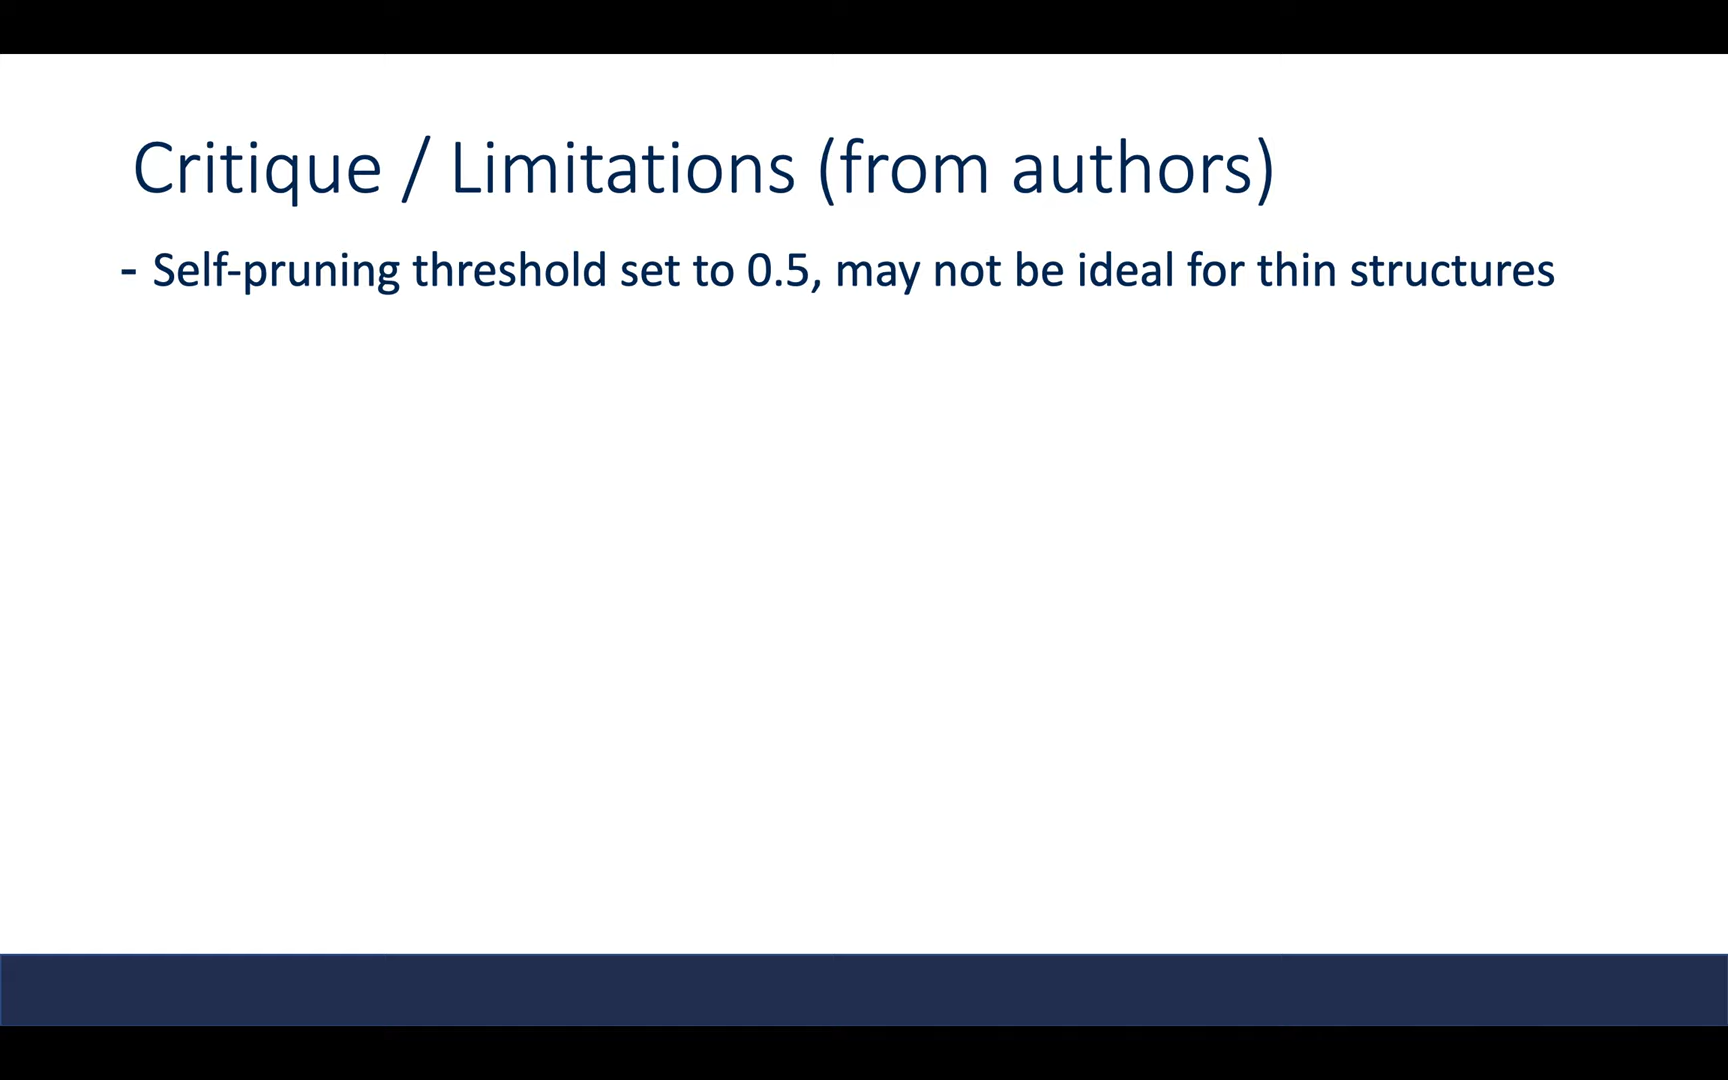 Critique / Limitations (from authors)
- Self-pruning threshold set to 0.5, may not be ideal for thin structures